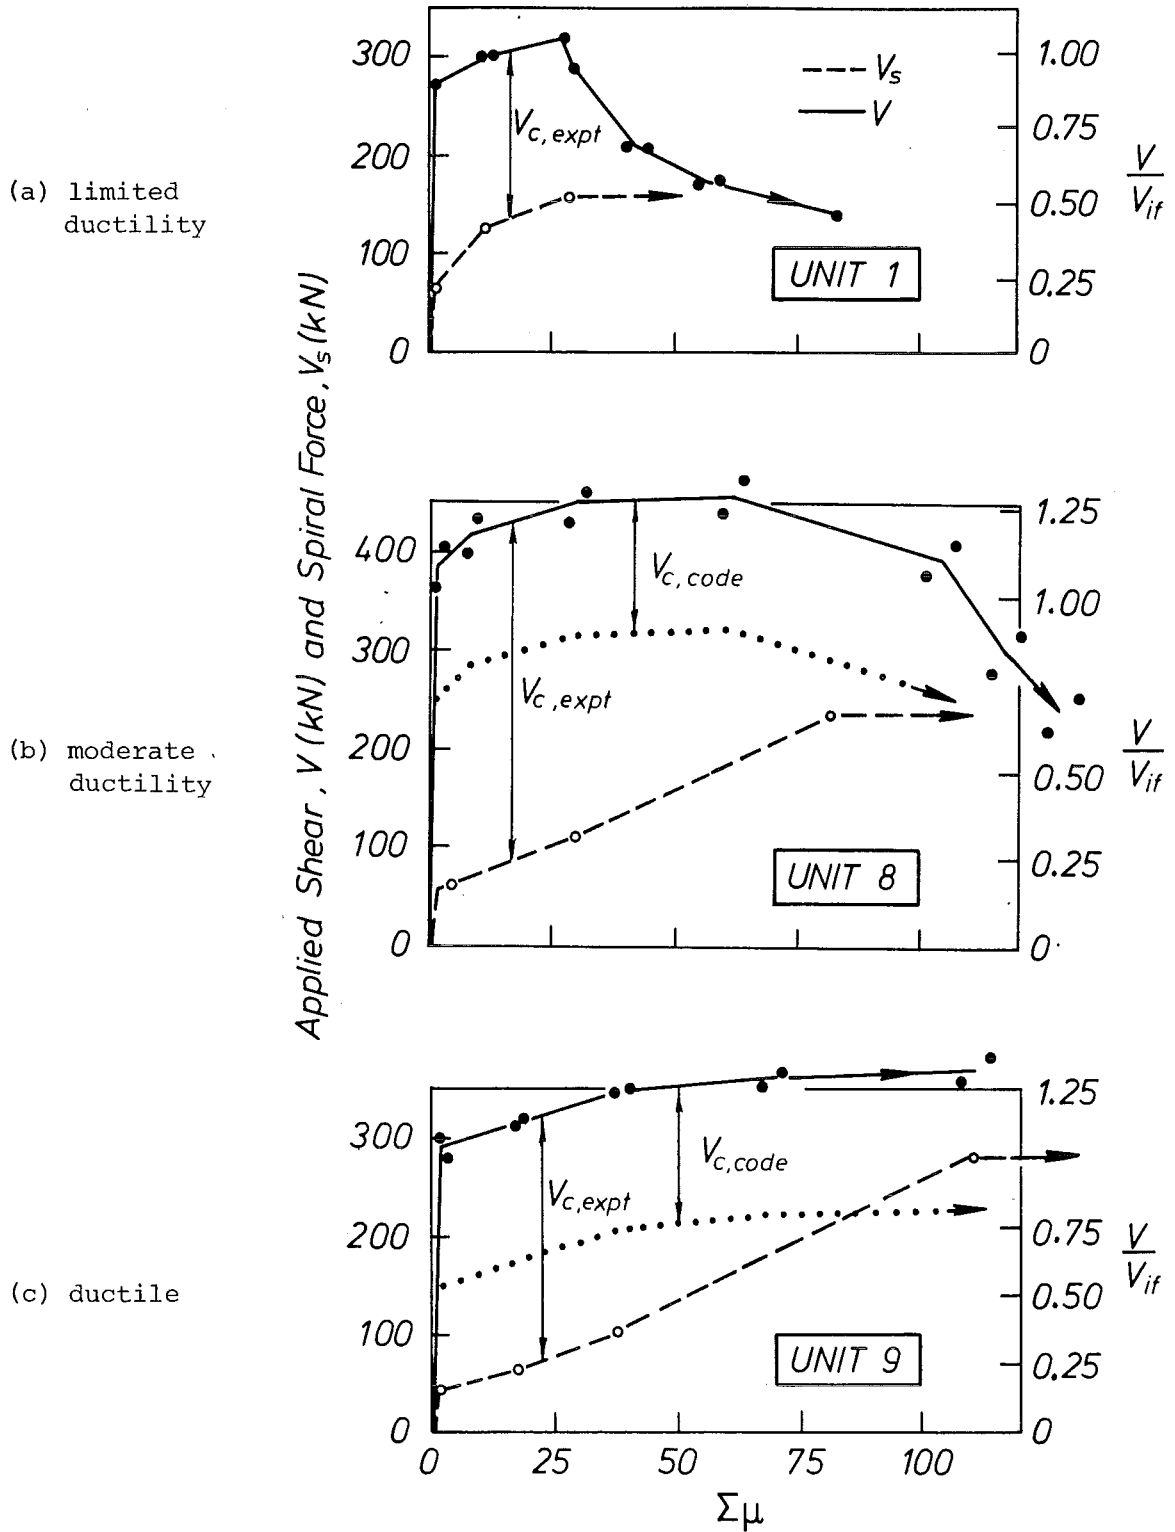 (a) limited
ductility
(b) moderate
ductility
(c) ductile
Applied Shear, V (kN) and Spiral Force, Vs (kN)
300
200
100
0
Vc,expt
Vs
V
UNIT 1
1.00
0.75
0.50
0.25
0
V
Vif
400
300
200
100
0
Vc,expt
Vc,code
UNIT 8
1.25
1.00
0.50
0.25
0
V
Vif
300
200
100
0
Vc,expt
Vc,code
UNIT 9
1.25
0.75
0.50
0.25
0
V
Vif
0 25 50 75 100
Σμ